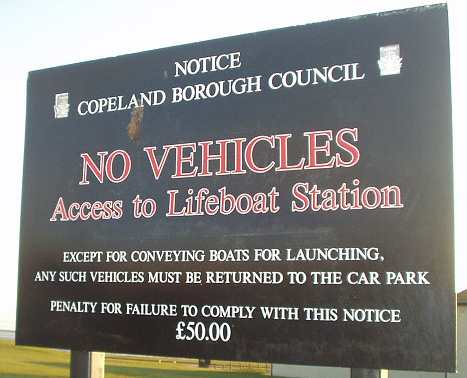 NOTICE
COPELAND BOROUGH COUNCIL
NO VEHICLES
Access to Lifeboat Station
EXCEPT FOR CONVEYING BOATS FOR LAUNCHING,
ANY SUCH VEHICLES MUST BE RETURNED TO THE CAR PARK
PENALTY FOR FAILURE TO COMPLY WITH THIS NOTICE
£50.00